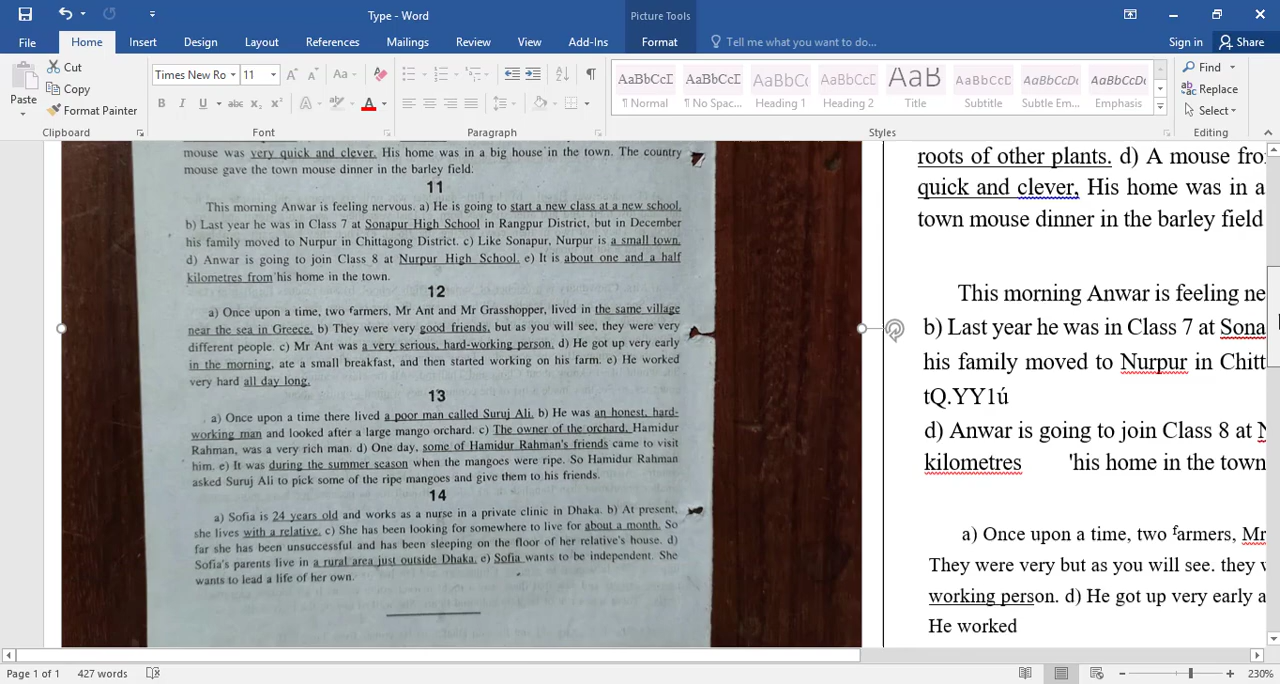 Type - Word
Picture Tools
File
Home
Insert
Design
Layout
References
Mailings
Review
View
Add-Ins
Format
Tell me what you want to do...
Sign in
Share
Paste
Cut
Copy
Format Painter
Clipboard
Times New Ro
11
Font
Paragraph
AaBbCcD
¶ Normal
AaBbCcD
¶ No Spac...
AaBbCc
Heading 1
AaBbCcD
Heading 2
AaB
Title
AaBbCcD
Subtitle
AaBbCcDt
Subtle Em...
AaBbCcDt
Emphasis
Styles
Find
Replace
Select
Editing
mouse was very quick and clever. His home was in a big house in the town. The country
mouse gave the town mouse dinner in the barley field.
11
This morning Anwar is feeling nervous. a) He is going to start a new class at a new school.
b) Last year he was in Class 7 at Sonapur High School in Rangpur District, but in December
his family moved to Nurpur in Chittagong District. c) Like Sonapur, Nurpur is a small town.
d) Anwar is going to join Class 8 at Nurpur High School. e) It is about one and a half
kilometres from his home in the town.
12
a) Once upon a time, two farmers, Mr Ant and Mr Grasshopper, lived in the same village
near the sea in Greece. b) They were very good friends, but as you will see, they were very
different people. c) Mr Ant was a very serious, hard-working person. d) He got up very early
in the morning, ate a small breakfast, and then started working on his farm. e) He worked
very hard all day long.
13
a) Once upon a time there lived a poor man called Suruj Ali. b) He was an honest, hard-
working man and looked after a large mango orchard. c) The owner of the orchard, Hamidur
Rahman, was a very rich man. d) One day, some of Hamidur Rahman's friends came to visit
him. e) It was during the summer season when the mangoes were ripe. So Hamidur Rahman
asked Suruj Ali to pick some of the ripe mangoes and give them to his friends.
14
a) Sofia is 24 years old and works as a nurse in a private clinic in Dhaka. b) At present,
she lives with a relative. c) She has been looking for somewhere to live for about a month. So
far she has been unsuccessful and has been sleeping on the floor of her relative's house. d)
Sofia's parents live in a rural area just outside Dhaka. e) Sofia wants to be independent. She
wants to lead a life of her own.
roots of other plants. d) A mouse fro
quick and clever, His home was in a
town mouse dinner in the barley field
This morning Anwar is feeling ne
b) Last year he was in Class 7 at Sona
his family moved to Nurpur in Chitt
tQ.YY1ú
d) Anwar is going to join Class 8 at N
kilometres 'his home in the town
a) Once upon a time, two farmers, Mr
They were very but as you will see. they w
working person. d) He got up very early a
He worked
Page 1 of 1
427 words
230%